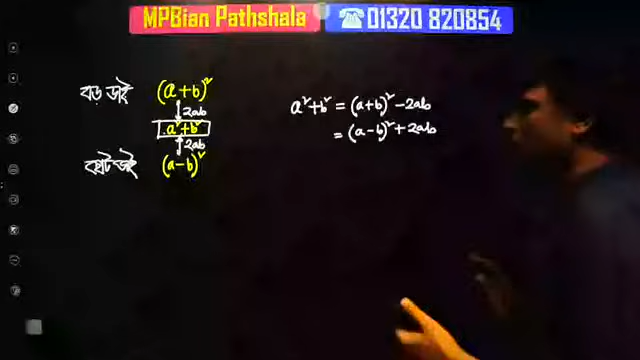 MPBian Pathshala ☎01320 820854
বড় ভাই (a+b)²
2ab
a²+b²
2ab
ছোট ভাই (a-b)²
a²+b² = (a+b)² - 2ab
= (a-b)² + 2ab